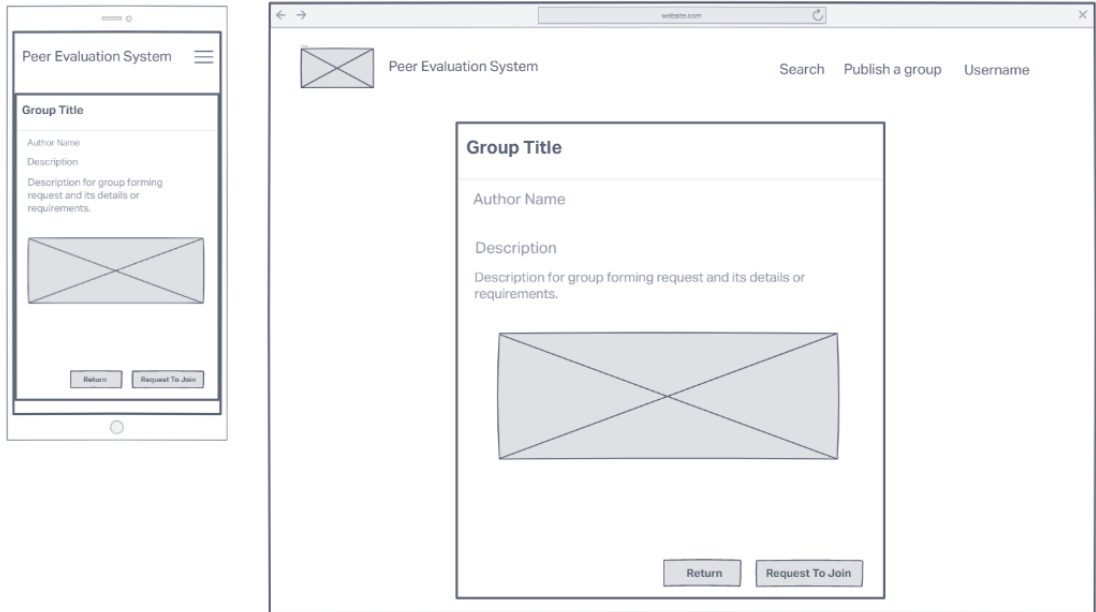 Peer Evaluation System
Group Title
Author Name
Description
Description for group forming
request and its details or
requirements.
Return
Request To Join
website.com
Peer Evaluation System
Search
Publish a group
Username
Group Title
Author Name
Description
Description for group forming request and its details or
requirements.
Return
Request To Join